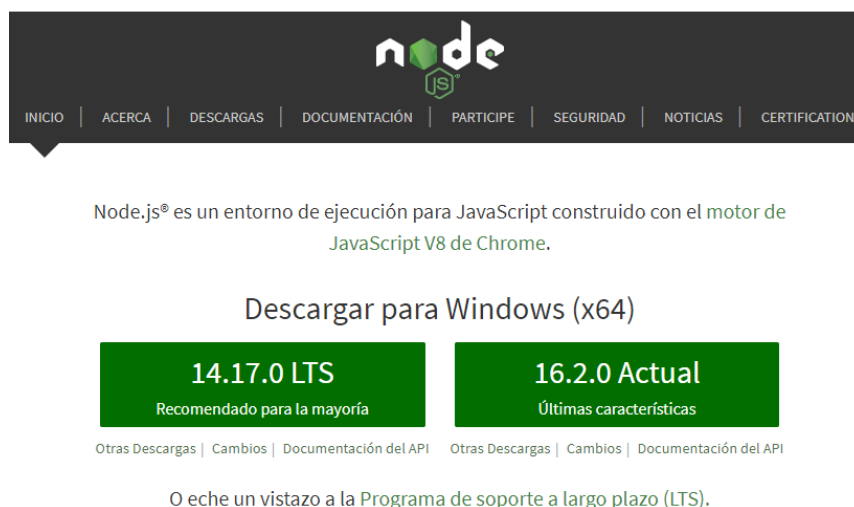 node
JS
INICIO | ACERCA | DESCARGAS | DOCUMENTACIÓN | PARTICIPE | SEGURIDAD | NOTICIAS | CERTIFICATION
Node.js® es un entorno de ejecución para JavaScript construido con el motor de
JavaScript V8 de Chrome.
Descargar para Windows (x64)
14.17.0 LTS
Recomendado para la mayoría
16.2.0 Actual
Últimas características
Otras Descargas | Cambios | Documentación del API
Otras Descargas | Cambios | Documentación del API
O eche un vistazo a la Programa de soporte a largo plazo (LTS).